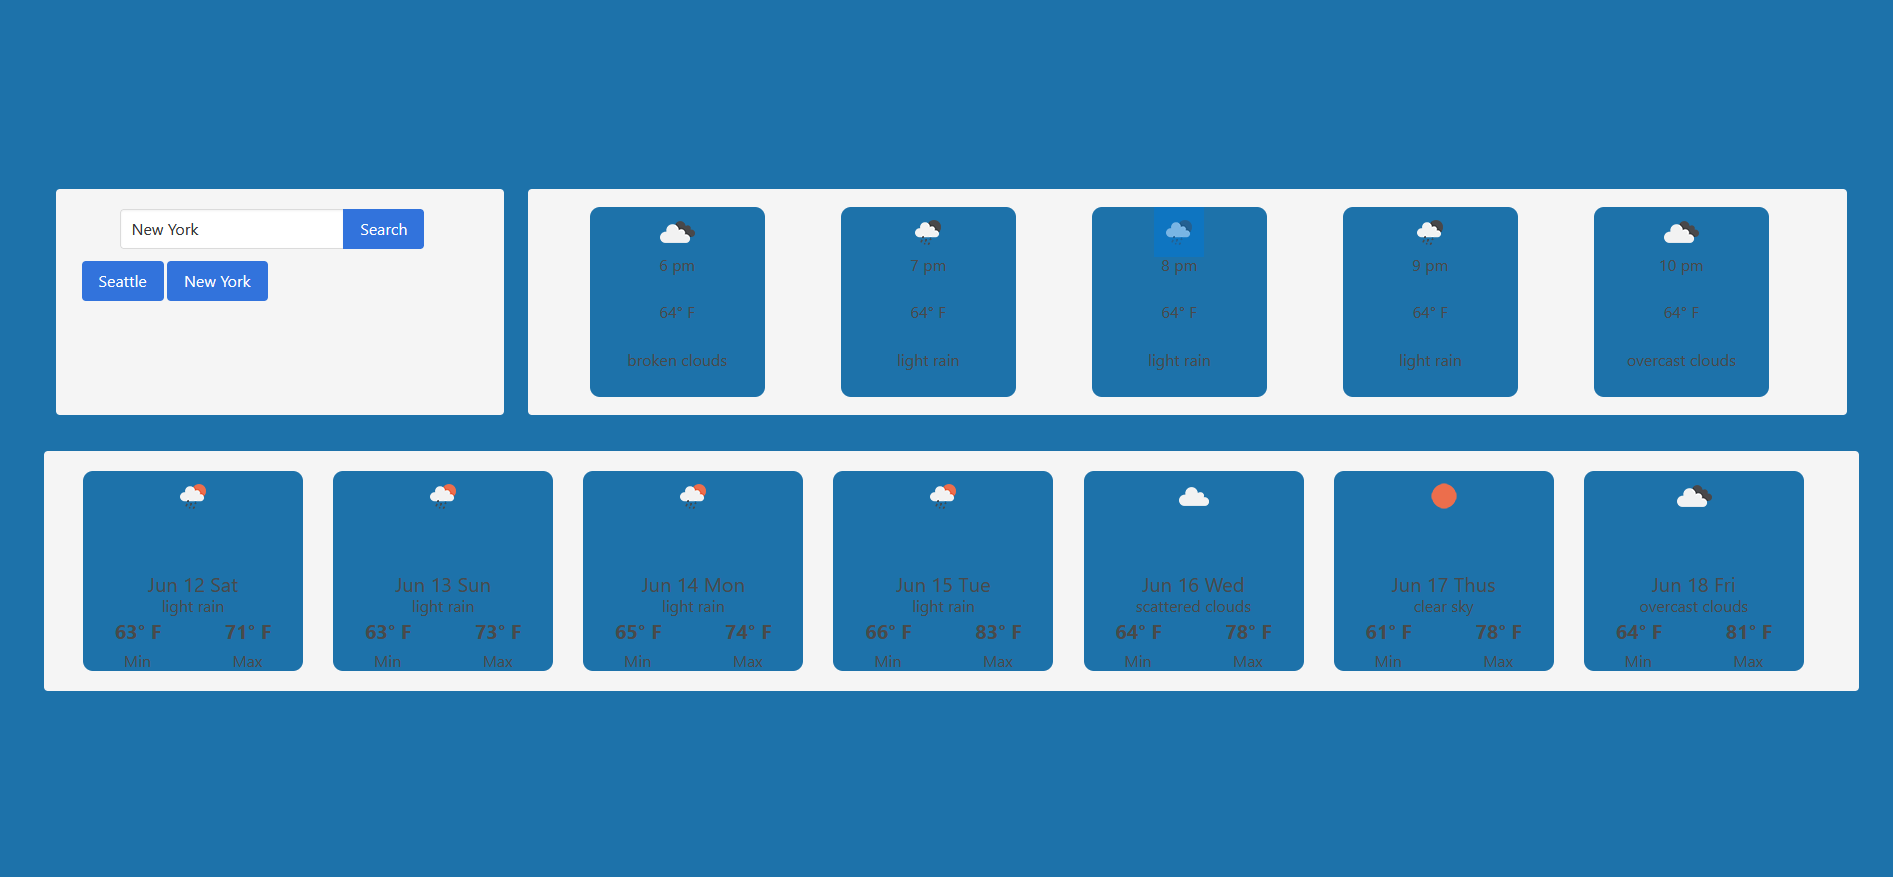 New York Search
Seattle New York
6 pm
64° F
broken clouds
7 pm
64° F
light rain
8 pm
64° F
light rain
9 pm
64° F
light rain
10 pm
64° F
overcast clouds
Jun 12 Sat
light rain
63° F 71° F
Min Max
Jun 13 Sun
light rain
63° F 73° F
Min Max
Jun 14 Mon
light rain
65° F 74° F
Min Max
Jun 15 Tue
light rain
66° F 83° F
Min Max
Jun 16 Wed
scattered clouds
64° F 78° F
Min Max
Jun 17 Thus
clear sky
61° F 78° F
Min Max
Jun 18 Fri
overcast clouds
64° F 81° F
Min Max